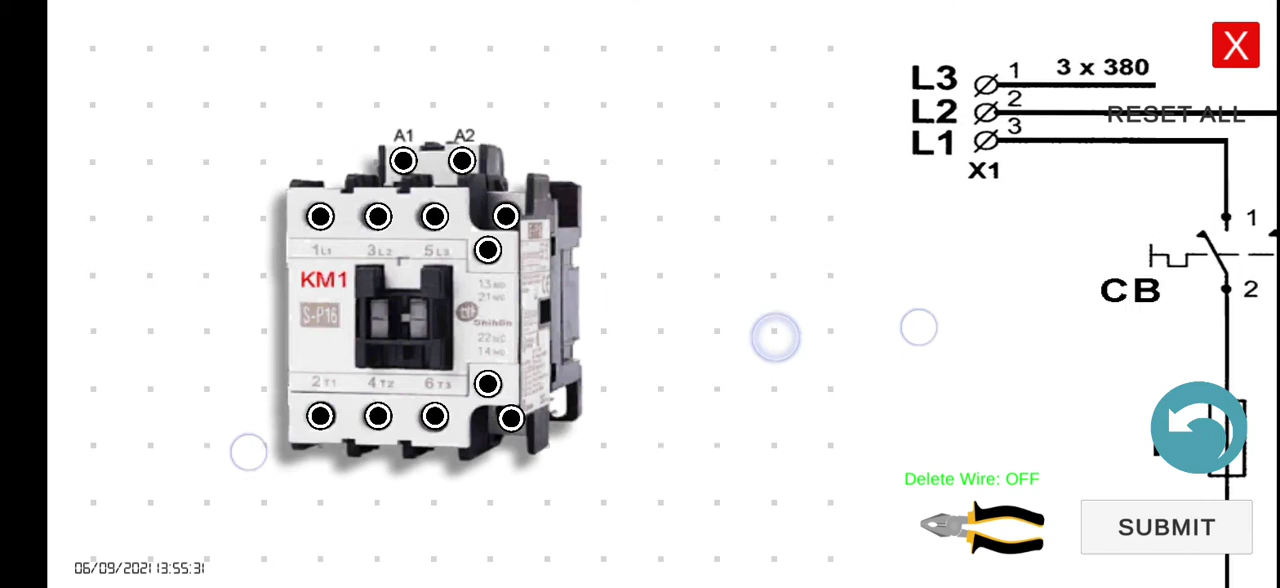 X
L3 1 3 x 380
L2 2 RESET ALL
L1 3
X1
A1 A2
1L1 3L2 5L3
KM1
13NO
21NC
S-P16
Shihlin
22NC
14NO
2T1 4T2 6T3
1
CB 2
Delete Wire: OFF
SUBMIT
06/09/2021 13:55:31